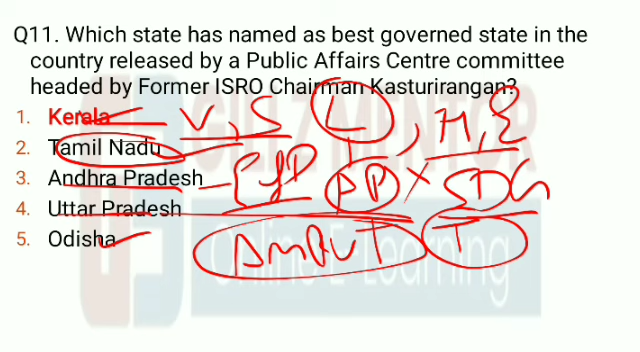 Q11. Which state has named as best governed state in the
country released by a Public Affairs Centre committee
headed by Former ISRO Chairman Kasturirangan?
1. Kerala
2. Tamil Nadu
3. Andhra Pradesh
4. Uttar Pradesh
5. Odisha
V, S L, H, E
SDG
T